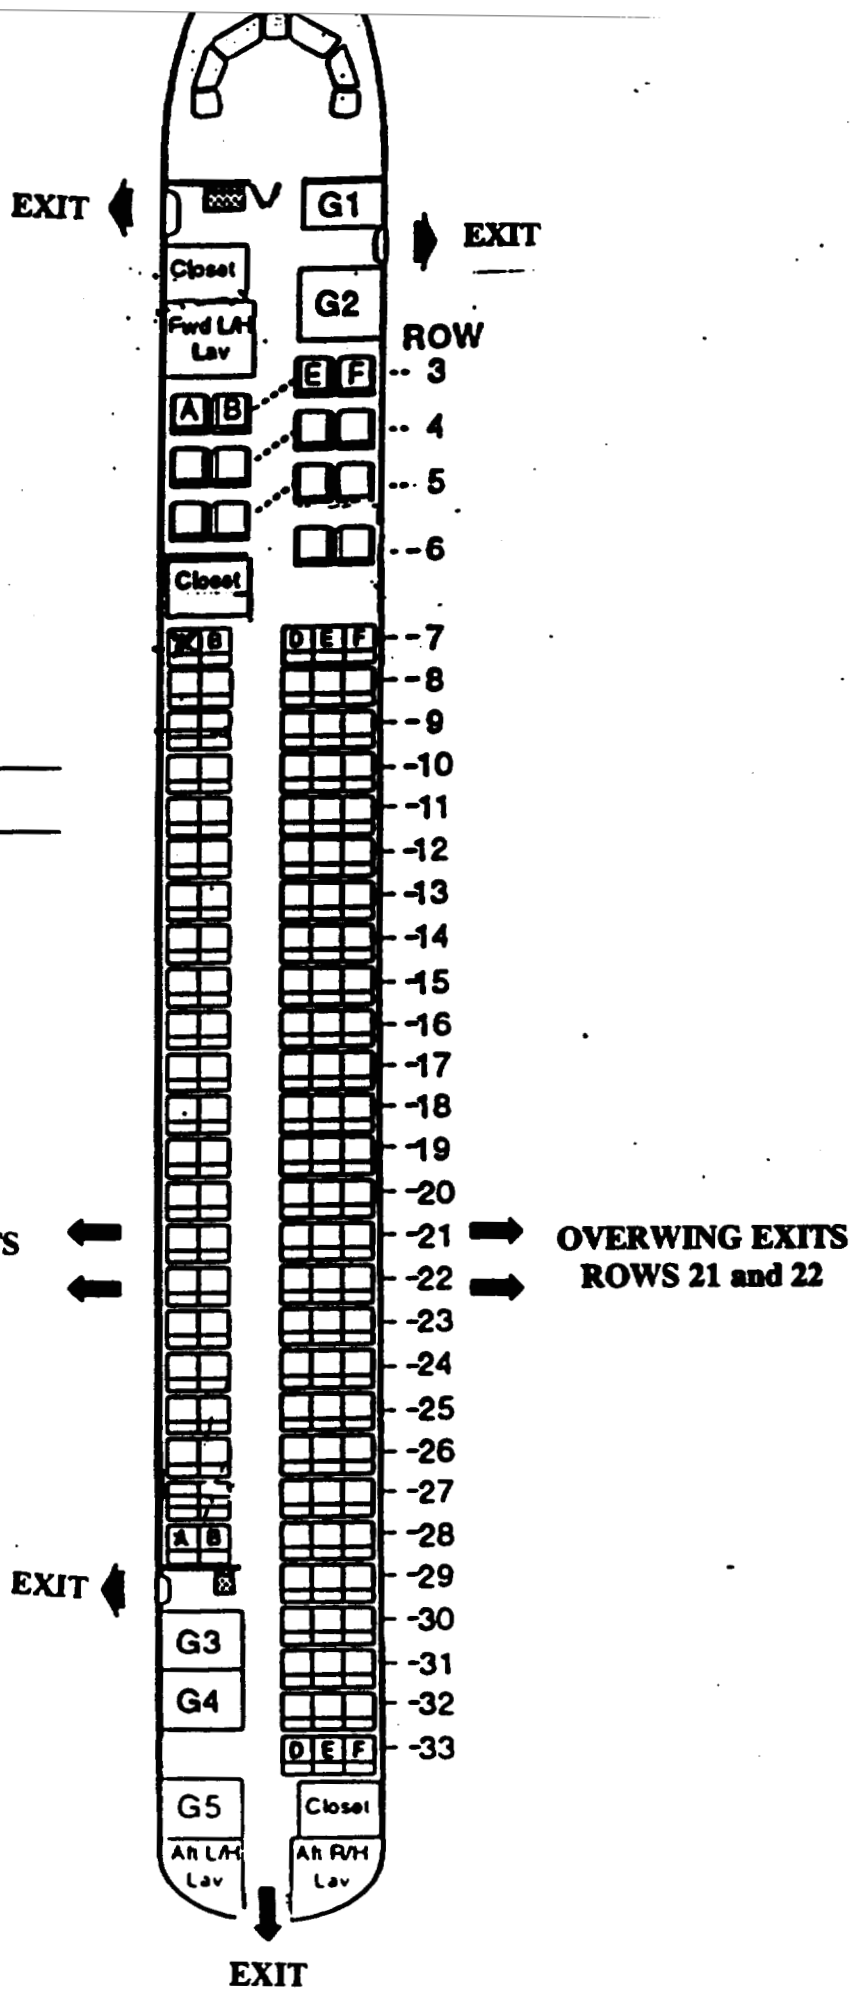 EXIT
G1
EXIT
Closet
G2
Fwd L/H
Lav
ROW
E F -- 3
A B
-- 4
-- 5
-- 6
Closet
B D E F -7
-8
-9
-10
-11
-12
-13
-14
-15
-16
-17
-18
-19
-20
-21
OVERWING EXITS
ROWS 21 and 22
-22
-23
-24
-25
-26
-27
A B -28
EXIT
-29
G3
-30
-31
G4
-32
D E F -33
G5
Closet
Aft L/H
Lav
Aft R/H
Lav
EXIT